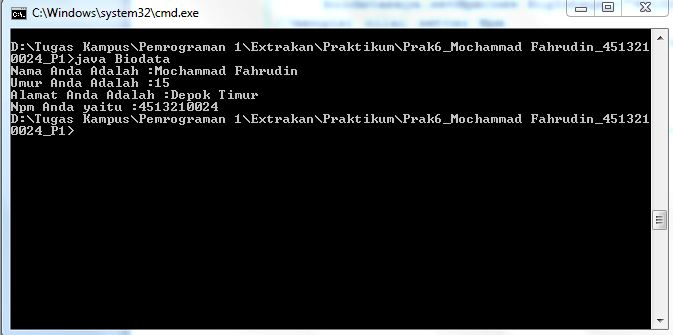 C:\Windows\system32\cmd.exe
D:\Tugas Kampus\Pemrograman 1\Extrakan\Praktikum\Prak6_Mochammad Fahrudin_451321
0024_P1>java Biodata
Nama Anda Adalah :Mochammad Fahrudin
Umur Anda Adalah :15
Alamat Anda Adalah :Depok Timur
Npm Anda yaitu :4513210024
D:\Tugas Kampus\Pemrograman 1\Extrakan\Praktikum\Prak6_Mochammad Fahrudin_451321
0024_P1>